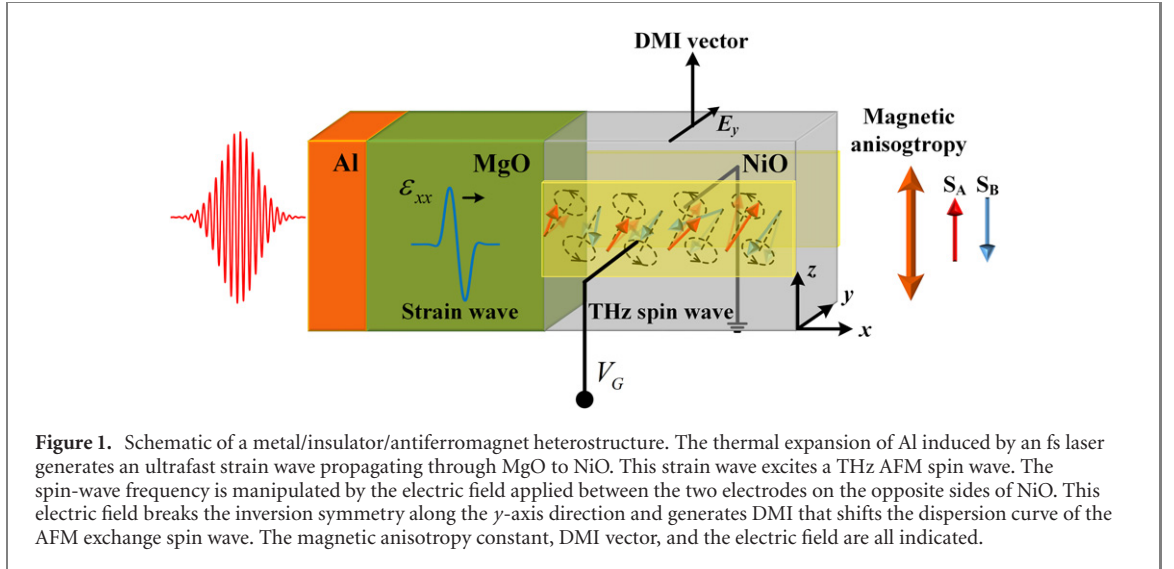 DMI vector
E_y
Magnetic
anisogtropy
Al
MgO
NiO
S_A S_B
ε_xx
z
y
x
Strain wave
THz spin wave
V_G
Figure 1. Schematic of a metal/insulator/antiferromagnet heterostructure. The thermal expansion of Al induced by an fs laser
generates an ultrafast strain wave propagating through MgO to NiO. This strain wave excites a THz AFM spin wave. The
spin-wave frequency is manipulated by the electric field applied between the two electrodes on the opposite sides of NiO. This
electric field breaks the inversion symmetry along the y-axis direction and generates DMI that shifts the dispersion curve of the
AFM exchange spin wave. The magnetic anisotropy constant, DMI vector, and the electric field are all indicated.